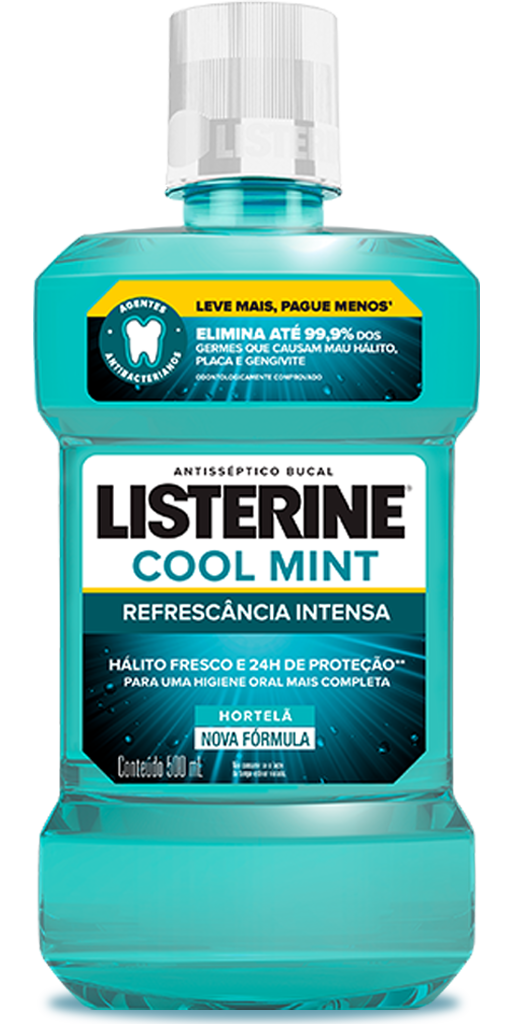 LISTE
LEVE MAIS, PAGUE MENOS¹
AGENTES
ANTIBACTERIANOS
ELIMINA ATÉ 99,9% DOS
GERMES QUE CAUSAM MAU HÁLITO,
PLACA E GENGIVITE
ODONTOLOGICAMENTE COMPROVADO
ANTISSÉPTICO BUCAL
LISTERINE®
COOL MINT
REFRESCÂNCIA INTENSA
HÁLITO FRESCO E 24H DE PROTEÇÃO**
PARA UMA HIGIENE ORAL MAIS COMPLETA
HORTELÃ
NOVA FÓRMULA
Conteúdo 500 mL